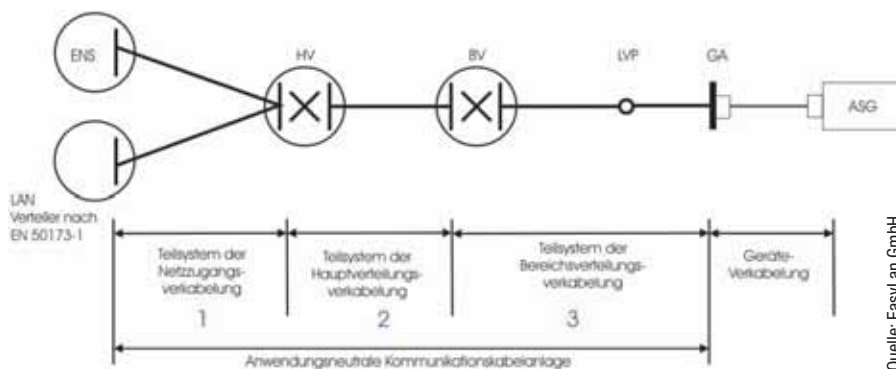 ENS
HV
BV
LVP
GA
ASG
LAN
Verteiler nach
EN 50173-1
Teilsystem der
Netzzugangs-
verkabelung
1
Teilsystem der
Hauptverteilungs-
verkabelung
2
Teilsystem der
Bereichsverteilungs-
verkabelung
3
Geräte-
Verkabelung
Anwendungsneutrale Kommunikationskabelanlage
Quelle: EasyLan GmbH